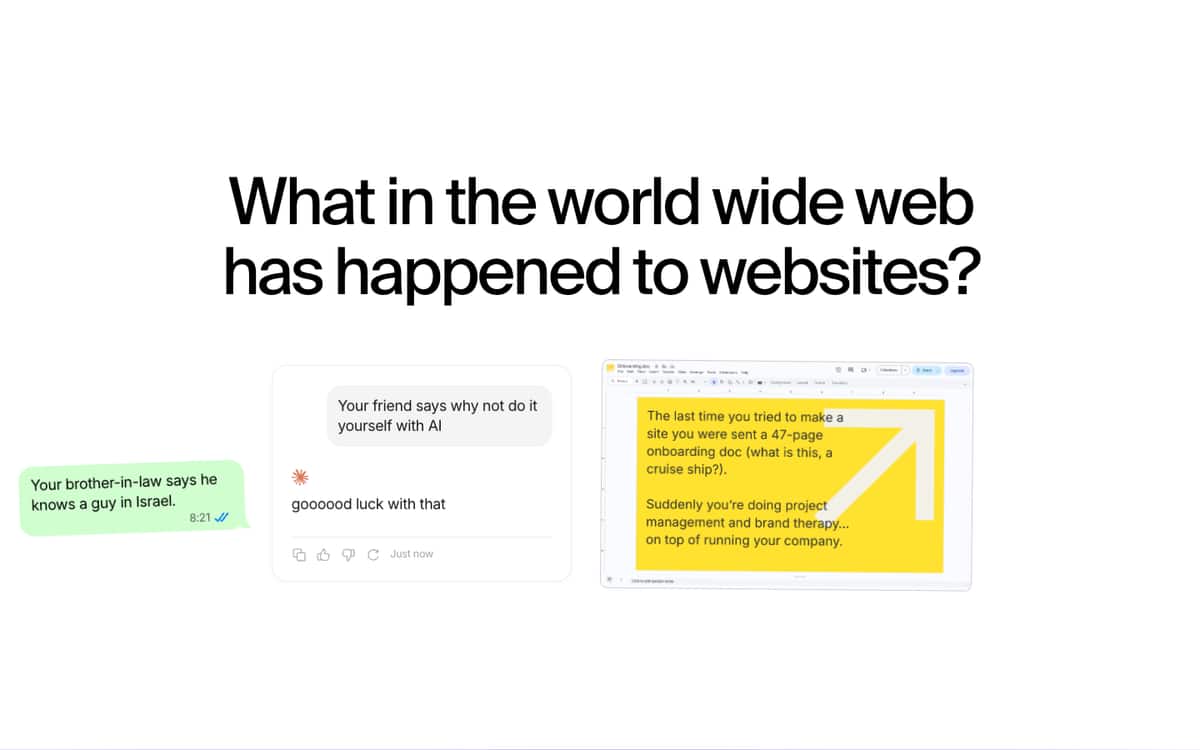 What in the world wide web
has happened to websites?
Your brother-in-law says he
knows a guy in Israel.
8:21
Your friend says why not do it
yourself with AI
goooood luck with that
Just now
The last time you tried to make a
site you were sent a 47-page
onboarding doc (what is this, a
cruise ship?).
Suddenly you're doing project
management and brand therapy...
on top of running your company.